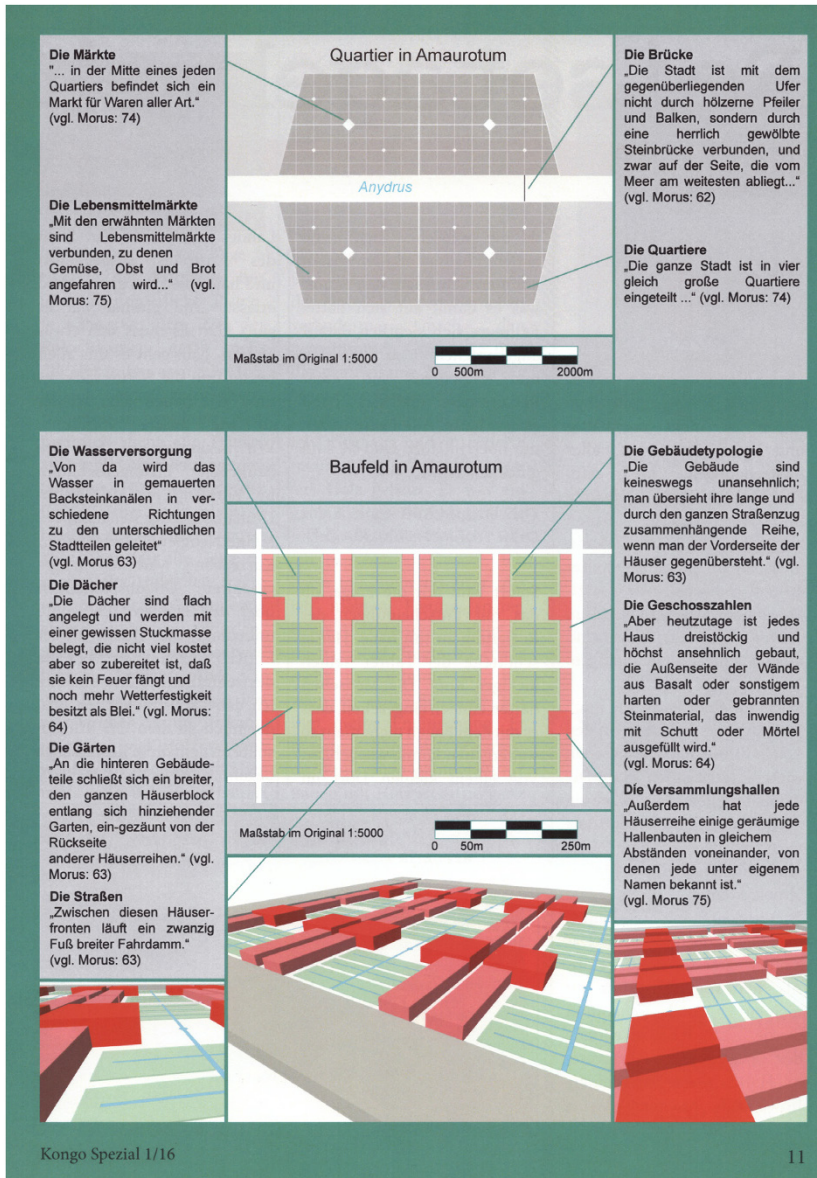 Die Märkte
"... in der Mitte eines jeden
Quartiers befindet sich ein
Markt für Waren aller Art."
(vgl. Morus: 74)
Die Lebensmittelmärkte
„Mit den erwähnten Märkten
sind Lebensmittelmärkte
verbunden, zu denen
Gemüse, Obst und Brot
angefahren wird..." (vgl.
Morus: 75)
Quartier in Amaurotum
Anydrus
Maßstab im Original 1:5000
0 500m 2000m
Die Brücke
„Die Stadt ist mit dem
gegenüberliegenden Ufer
nicht durch hölzerne Pfeiler
und Balken, sondern durch
eine herrlich gewölbte
Steinbrücke verbunden, und
zwar auf der Seite, die vom
Meer am weitesten abliegt..."
(vgl. Morus: 62)
Die Quartiere
„Die ganze Stadt ist in vier
gleich große Quartiere
eingeteilt ..." (vgl. Morus: 74)
Die Wasserversorgung
„Von da wird das
Wasser in gemauerten
Backsteinkanälen in ver-
schiedene Richtungen
zu den unterschiedlichen
Stadtteilen geleitet"
(vgl. Morus 63)
Die Dächer
„Die Dächer sind flach
angelegt und werden mit
einer gewissen Stuckmasse
belegt, die nicht viel kostet
aber so zubereitet ist, daß
sie kein Feuer fängt und
noch mehr Wetterfestigkeit
besitzt als Blei." (vgl. Morus:
64)
Die Gärten
„An die hinteren Gebäude-
teile schließt sich ein breiter,
den ganzen Häuserblock
entlang sich hinziehender
Garten, ein-gezäunt von der
Rückseite
anderer Häuserreihen." (vgl.
Morus: 63)
Die Straßen
„Zwischen diesen Häuser-
fronten läuft ein zwanzig
Fuß breiter Fahrdamm."
(vgl. Morus: 63)
Baufeld in Amaurotum
Maßstab im Original 1:5000
0 50m 250m
Die Gebäudetypologie
„Die Gebäude sind
keineswegs unansehnlich;
man übersieht ihre lange und
durch den ganzen Straßenzug
zusammenhängende Reihe,
wenn man der Vorderseite der
Häuser gegenübersteht." (vgl.
Morus: 63)
Die Geschosszahlen
„Aber heutzutage ist jedes
Haus dreistöckig und
höchst ansehnlich gebaut,
die Außenseite der Wände
aus Basalt oder sonstigem
harten oder gebrannten
Steinmaterial, das inwendig
mit Schutt oder Mörtel
ausgefüllt wird."
(vgl. Morus: 64)
Die Versammlungshallen
„Außerdem hat jede
Häuserreihe einige geräumige
Hallenbauten in gleichem
Abständen voneinander, von
denen jede unter eigenem
Namen bekannt ist."
(vgl. Morus 75)
Kongo Spezial 1/16
11